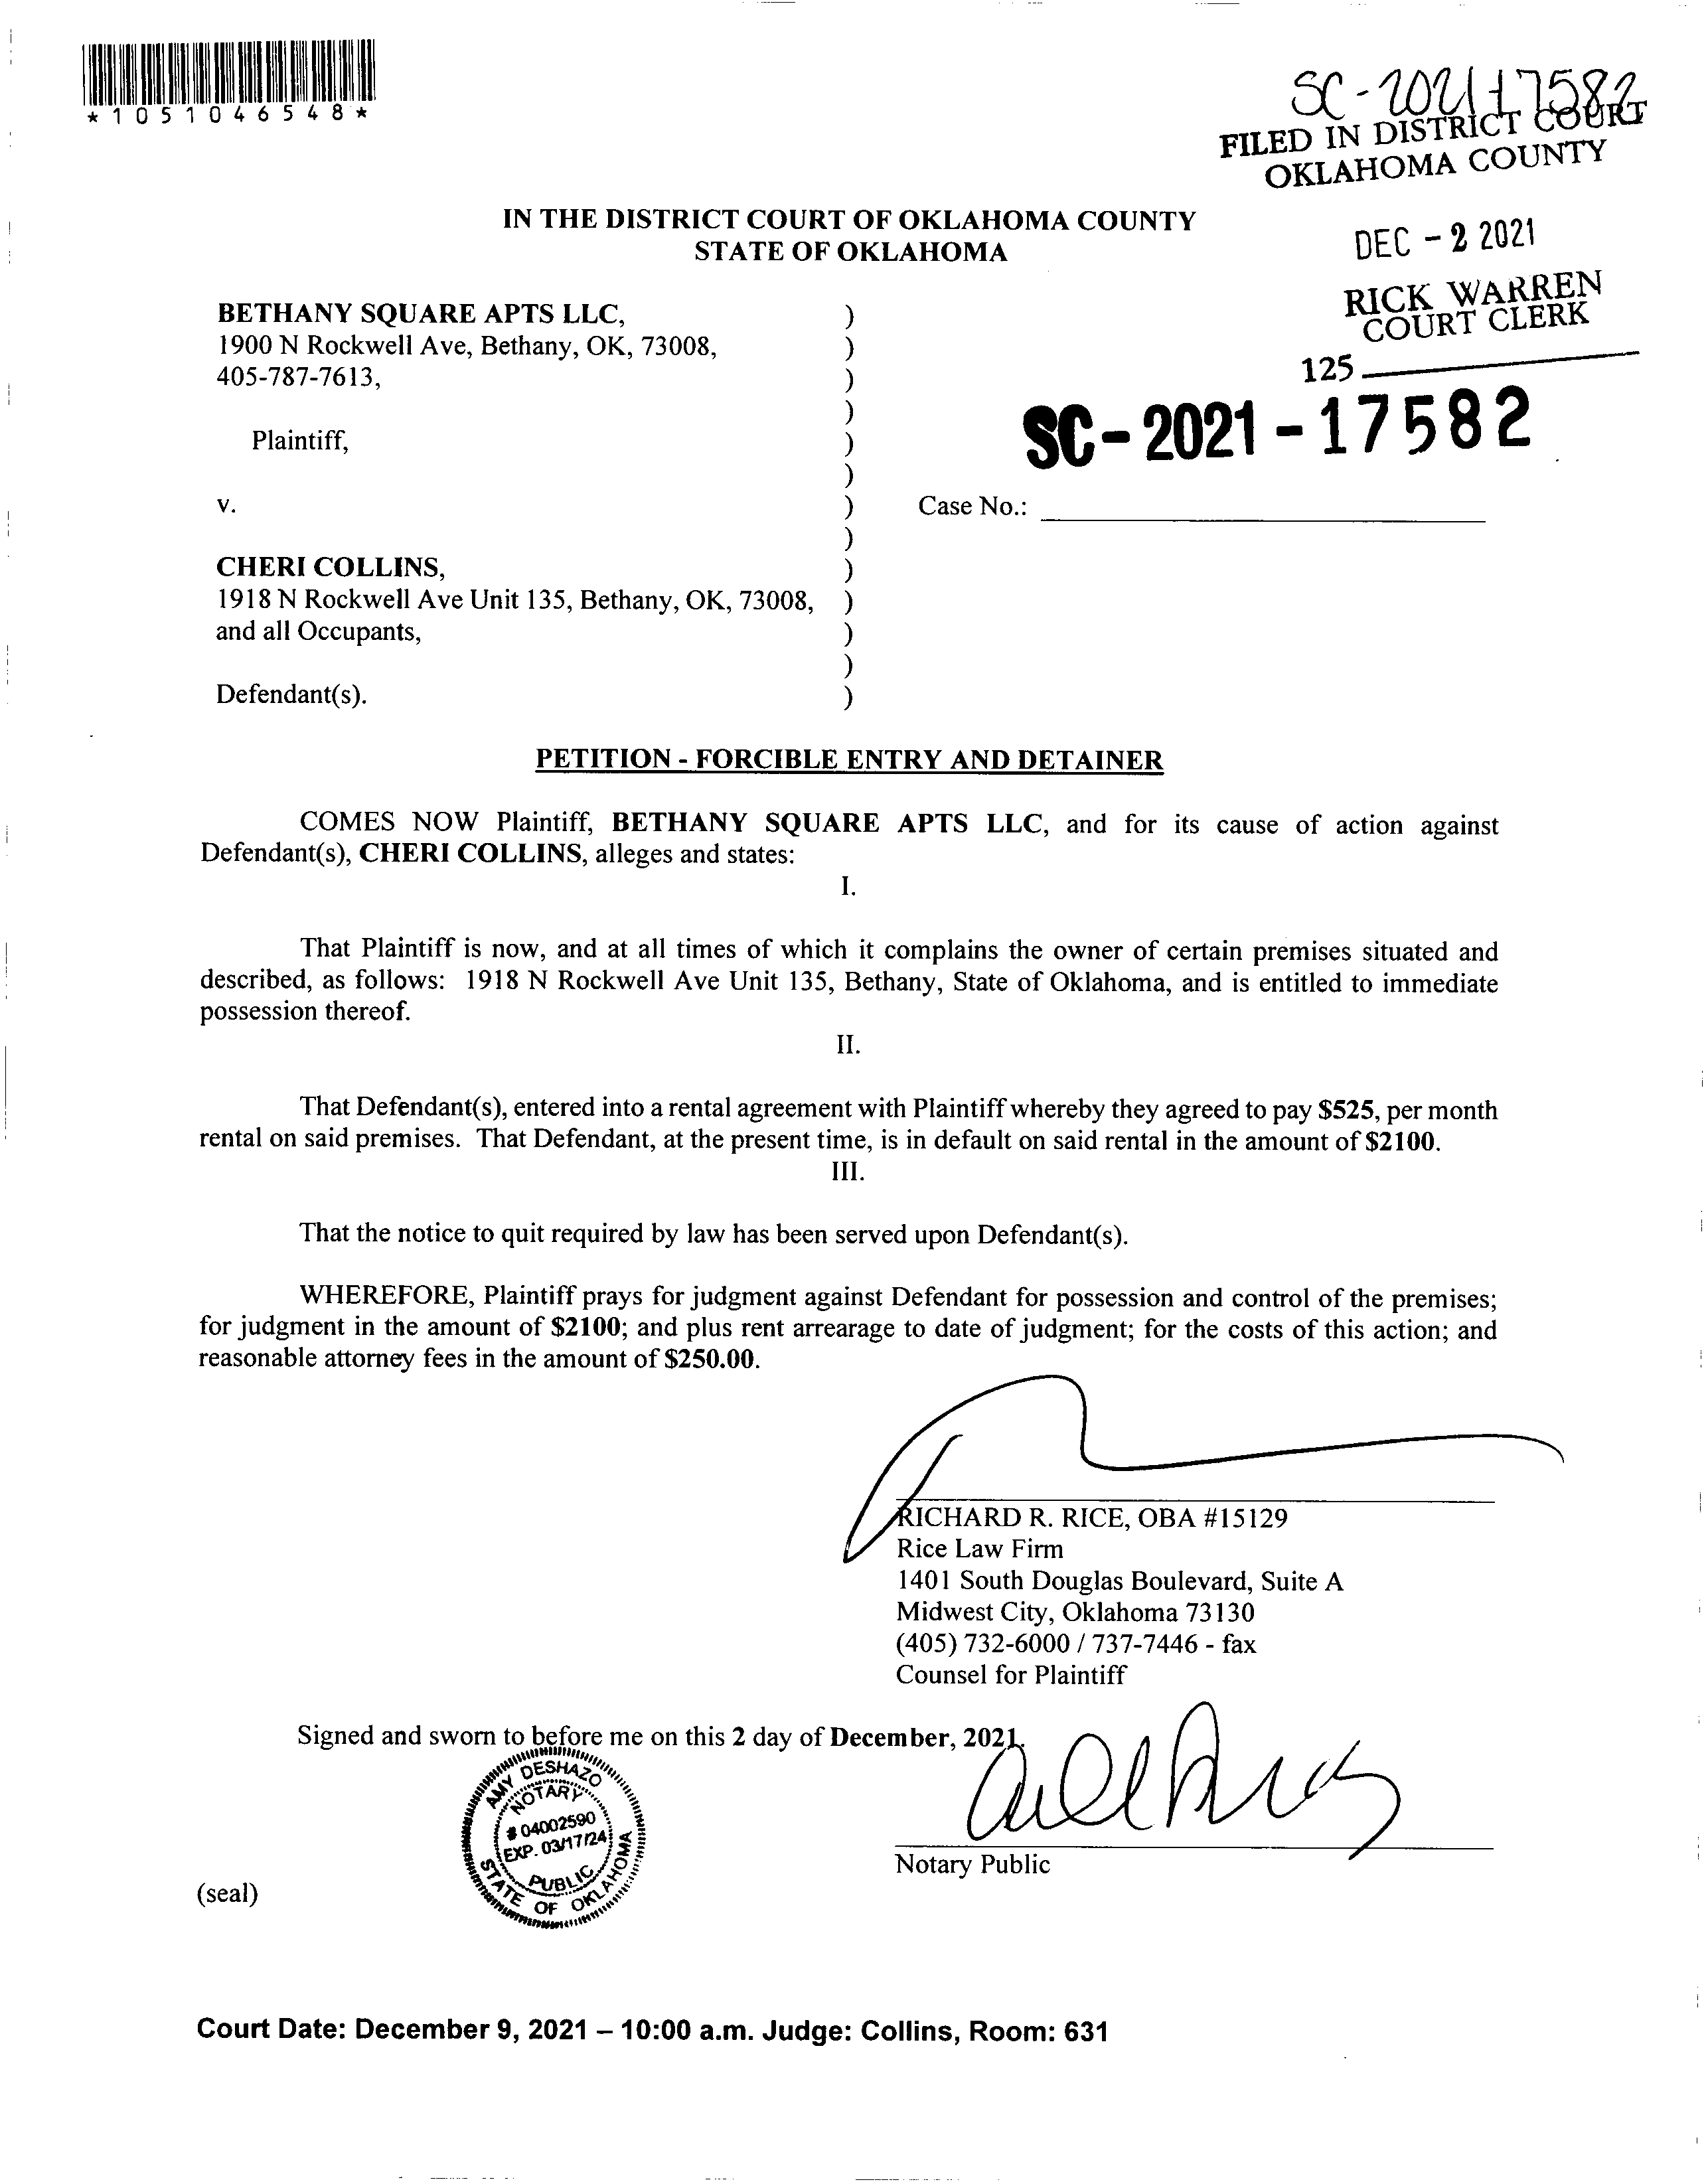 *1051046548*
SC-2021-17582
FILED IN DISTRICT COURT
OKLAHOMA COUNTY
IN THE DISTRICT COURT OF OKLAHOMA COUNTY
STATE OF OKLAHOMA
DEC - 2 2021
RICK WARREN
COURT CLERK
125
BETHANY SQUARE APTS LLC, )
1900 N Rockwell Ave, Bethany, OK, 73008, )
405-787-7613, )
)
SC-2021-17582
Plaintiff, )
)
v. ) Case No.:
)
CHERI COLLINS, )
1918 N Rockwell Ave Unit 135, Bethany, OK, 73008, )
and all Occupants, )
)
Defendant(s). )
PETITION - FORCIBLE ENTRY AND DETAINER
COMES NOW Plaintiff, BETHANY SQUARE APTS LLC, and for its cause of action against
Defendant(s), CHERI COLLINS, alleges and states:
I.
That Plaintiff is now, and at all times of which it complains the owner of certain premises situated and
described, as follows: 1918 N Rockwell Ave Unit 135, Bethany, State of Oklahoma, and is entitled to immediate
possession thereof.
II.
That Defendant(s), entered into a rental agreement with Plaintiff whereby they agreed to pay $525, per month
rental on said premises. That Defendant, at the present time, is in default on said rental in the amount of $2100.
III.
That the notice to quit required by law has been served upon Defendant(s).
WHEREFORE, Plaintiff prays for judgment against Defendant for possession and control of the premises;
for judgment in the amount of $2100; and plus rent arrearage to date of judgment; for the costs of this action; and
reasonable attorney fees in the amount of $250.00.
RICHARD R. RICE, OBA #15129
Rice Law Firm
1401 South Douglas Boulevard, Suite A
Midwest City, Oklahoma 73130
(405) 732-6000 / 737-7446 - fax
Counsel for Plaintiff
Signed and sworn to before me on this 2 day of December, 2021.
AMY DESHAZO
NOTARY
# 04002590
EXP. 03/17/24
PUBLIC
STATE OF OKLAHOMA
Notary Public
(seal)
Court Date: December 9, 2021 – 10:00 a.m. Judge: Collins, Room: 631